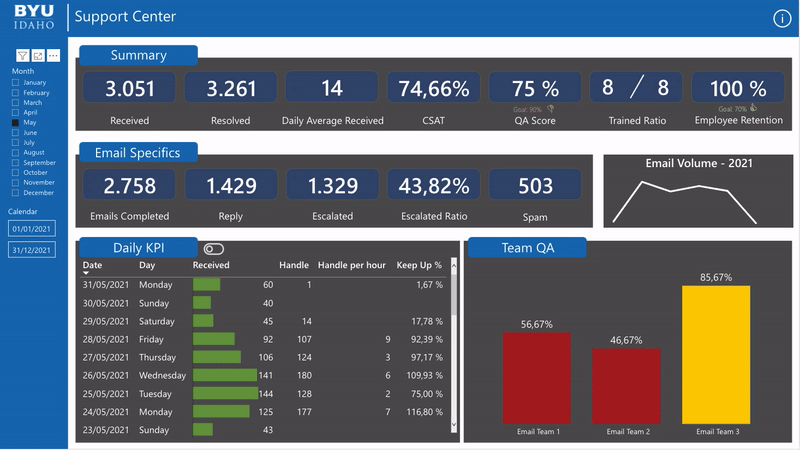 BYU
IDAHO
Support Center
i
Month
January
February
March
April
May
June
July
August
September
October
November
December
Calendar
01/01/2021
31/12/2021
Summary
3.051 3.261 14 74,66% 75 % 8 / 8 100 %
Goal: 90% Goal: 70%
Received Resolved Daily Average Received CSAT QA Score Trained Ratio Employee Retention
Email Specifics
2.758 1.429 1.329 43,82% 503
Emails Completed Reply Escalated Escalated Ratio Spam
Email Volume - 2021
Daily KPI
Date Day Received Handle Handle per hour Keep Up %
31/05/2021 Monday 60 1 1,67 %
30/05/2021 Sunday 40
29/05/2021 Saturday 45 14 17,78 %
28/05/2021 Friday 92 107 9 92,39 %
27/05/2021 Thursday 106 124 3 97,17 %
26/05/2021 Wednesday 141 180 6 109,93 %
25/05/2021 Tuesday 144 128 2 75,00 %
24/05/2021 Monday 125 177 7 116,80 %
23/05/2021 Sunday 43
Team QA
56,67% 46,67% 85,67%
Email Team 1 Email Team 2 Email Team 3